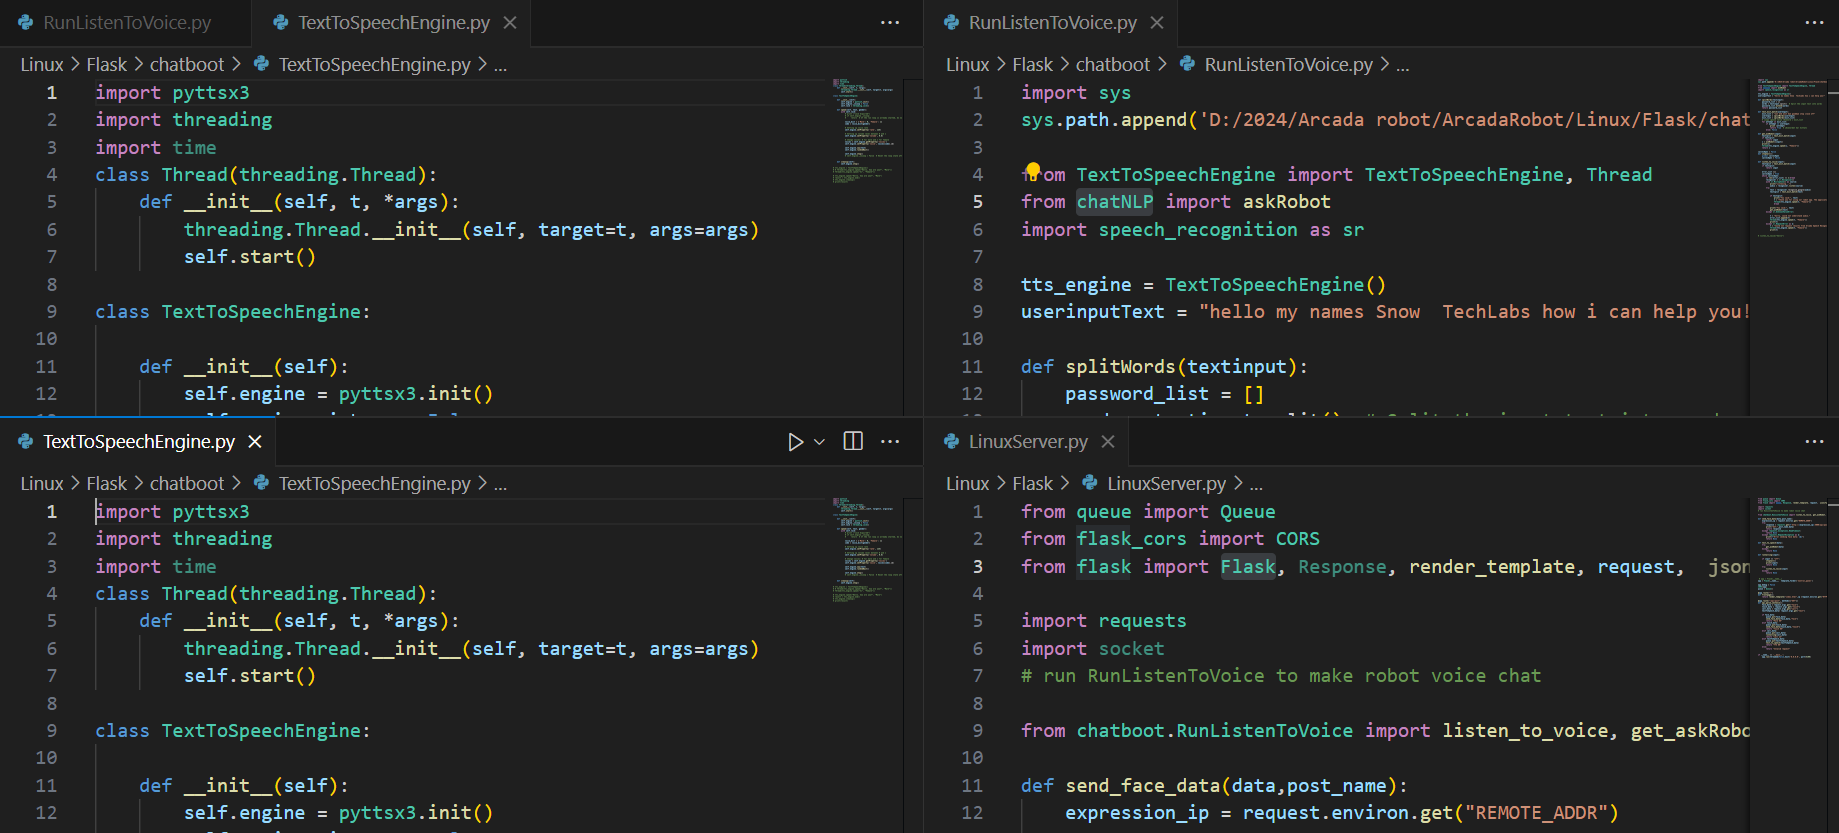 RunListenToVoice.py
TextToSpeechEngine.py
Linux > Flask > chatboot > TextToSpeechEngine.py > ...
1 import pyttsx3
2 import threading
3 import time
4 class Thread(threading.Thread):
5 def __init__(self, t, *args):
6 threading.Thread.__init__(self, target=t, args=args)
7 self.start()
8
9 class TextToSpeechEngine:
10
11 def __init__(self):
12 self.engine = pyttsx3.init()
RunListenToVoice.py
Linux > Flask > chatboot > RunListenToVoice.py > ...
1 import sys
2 sys.path.append('D:/2024/Arcada robot/ArcadaRobot/Linux/Flask/chat
3
4 from TextToSpeechEngine import TextToSpeechEngine, Thread
5 from chatNLP import askRobot
6 import speech_recognition as sr
7
8 tts_engine = TextToSpeechEngine()
9 userinputText = "hello my names Snow  TechLabs how i can help you!
10
11 def splitWords(textinput):
12 password_list = []
TextToSpeechEngine.py
Linux > Flask > chatboot > TextToSpeechEngine.py > ...
1 import pyttsx3
2 import threading
3 import time
4 class Thread(threading.Thread):
5 def __init__(self, t, *args):
6 threading.Thread.__init__(self, target=t, args=args)
7 self.start()
8
9 class TextToSpeechEngine:
10
11 def __init__(self):
12 self.engine = pyttsx3.init()
LinuxServer.py
Linux > Flask > LinuxServer.py > ...
1 from queue import Queue
2 from flask_cors import CORS
3 from flask import Flask, Response, render_template, request,  json
4
5 import requests
6 import socket
7 # run RunListenToVoice to make robot voice chat
8
9 from chatboot.RunListenToVoice import listen_to_voice, get_askRobo
10
11 def send_face_data(data,post_name):
12 expression_ip = request.environ.get("REMOTE_ADDR")